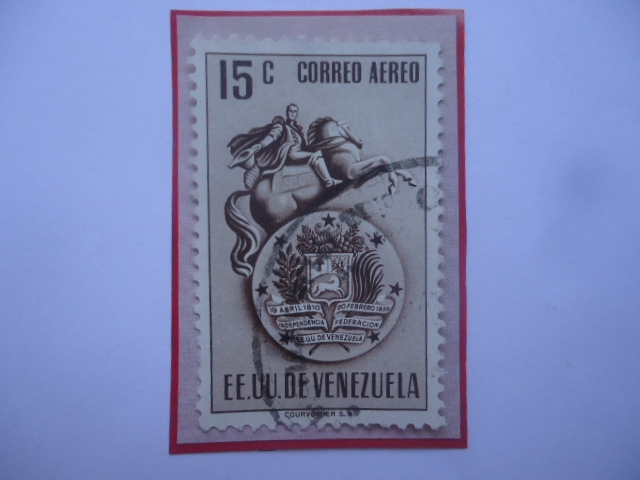 15 C CORREO AEREO
19 ABRIL 1810 20 FEBRERO 1859
INDEPENDENCIA FEDERACION
EE.UU. DE VENEZUELA
EE.UU. DE VENEZUELA
COURVOISIER S.A.